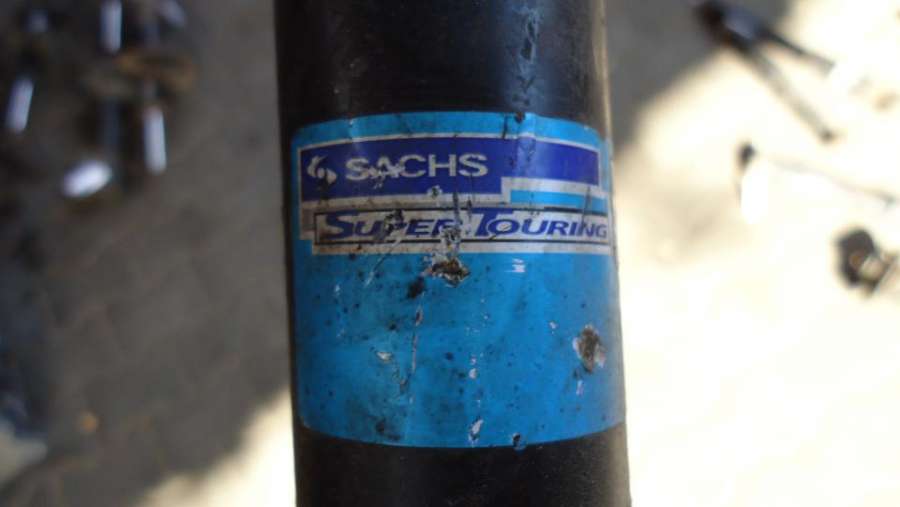 SACHS
SUPER TOURING